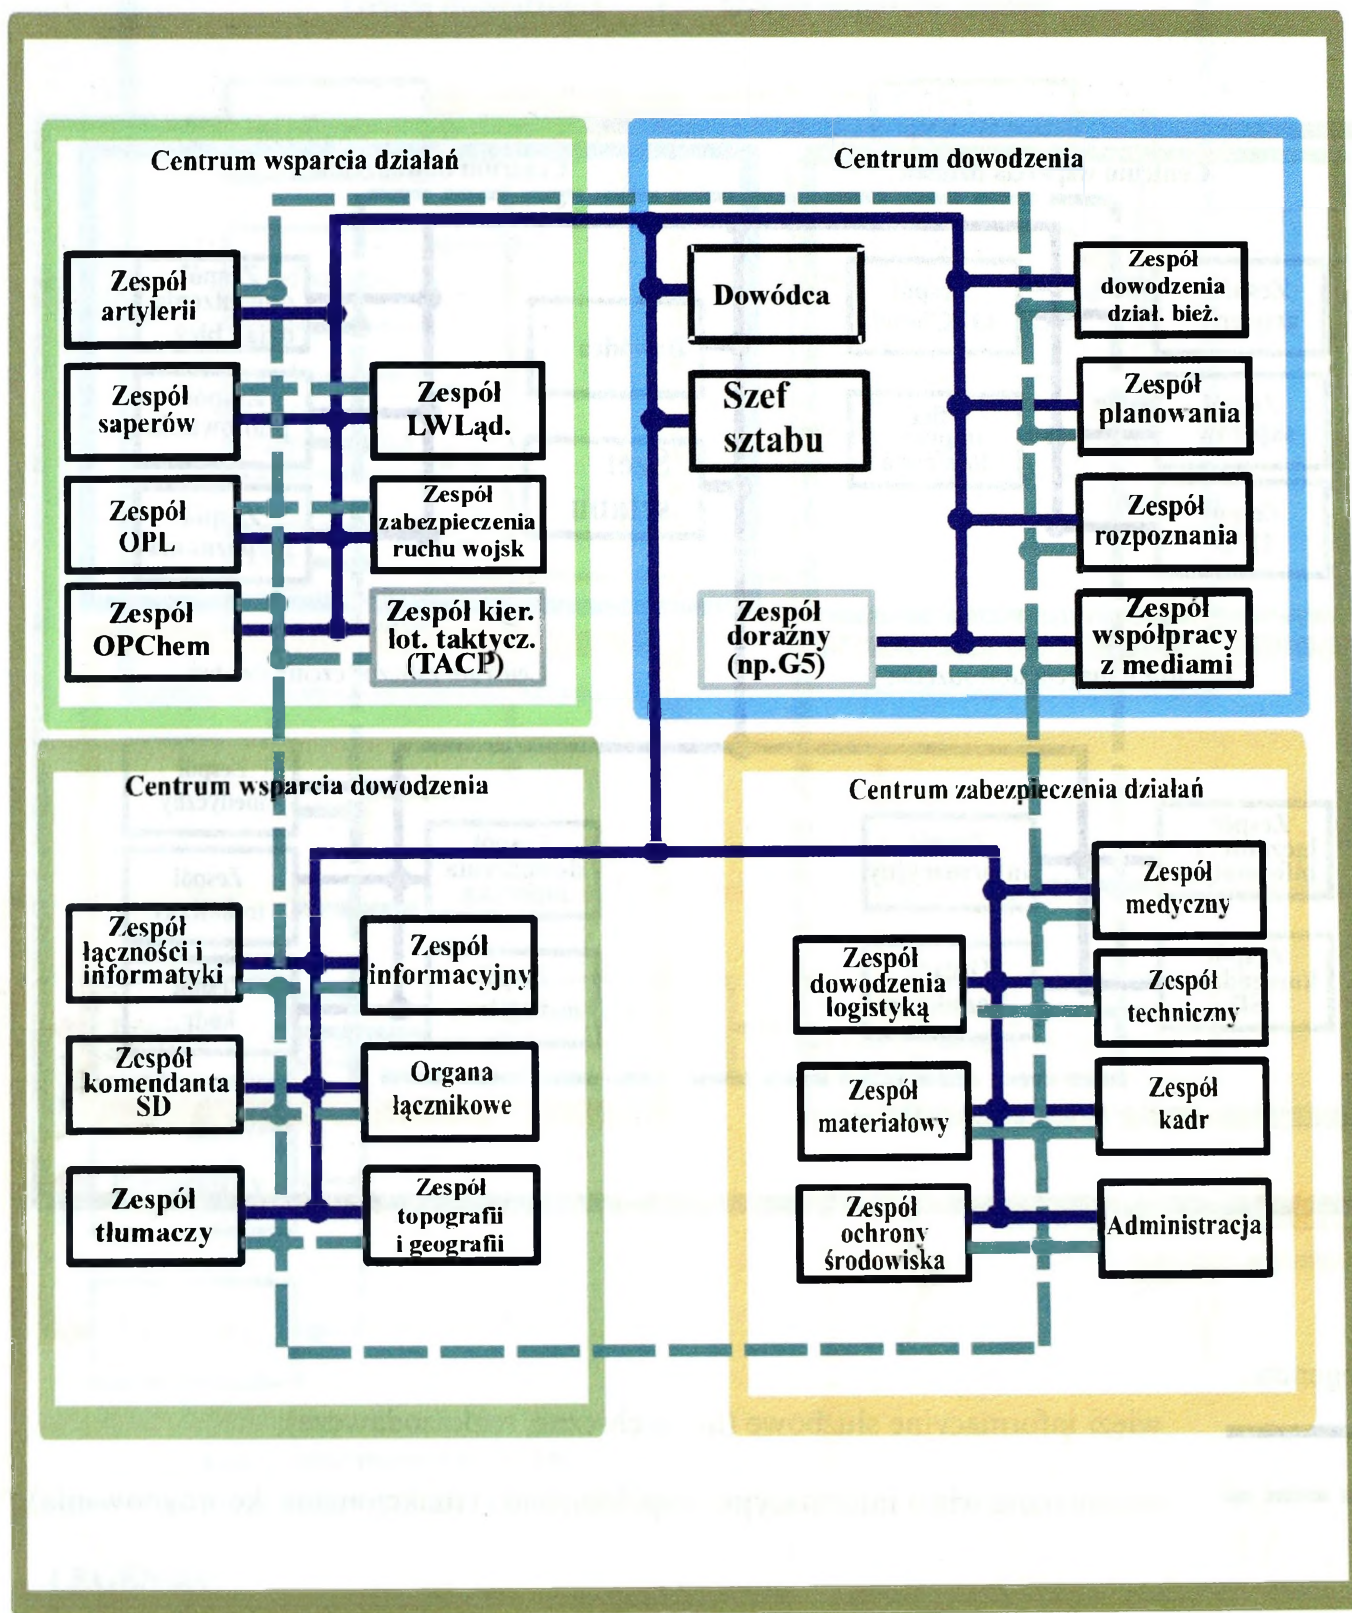 Centrum wsparcia działań
Zespół
artylerii
Zespół
saperów
Zespół
LWLąd.
Zespół
OPL
Zespół
zabezpieczenia
ruchu wojsk
Zespół
OPChem
Zespół kier.
lot. taktycz.
(TACP)
Centrum dowodzenia
Dowódca
Szef
sztabu
Zespół
dowodzenia
dział. bież.
Zespół
planowania
Zespół
rozpoznania
Zespół
doraźny
(np.G5)
Zespół
współpracy
z mediami
Centrum wsparcia dowodzenia
Zespół
łączności i
informatyki
Zespół
informacyjny
Zespół
komendanta
SD
Organa
łącznikowe
Zespół
tłumaczy
Zespół
topografii
i geografii
Centrum zabezpieczenia działań
Zespół
medyczny
Zespół
dowodzenia
logistyką
Zespół
techniczny
Zespół
materiałowy
Zespół
kadr
Zespół
ochrony
środowiska
Administracja